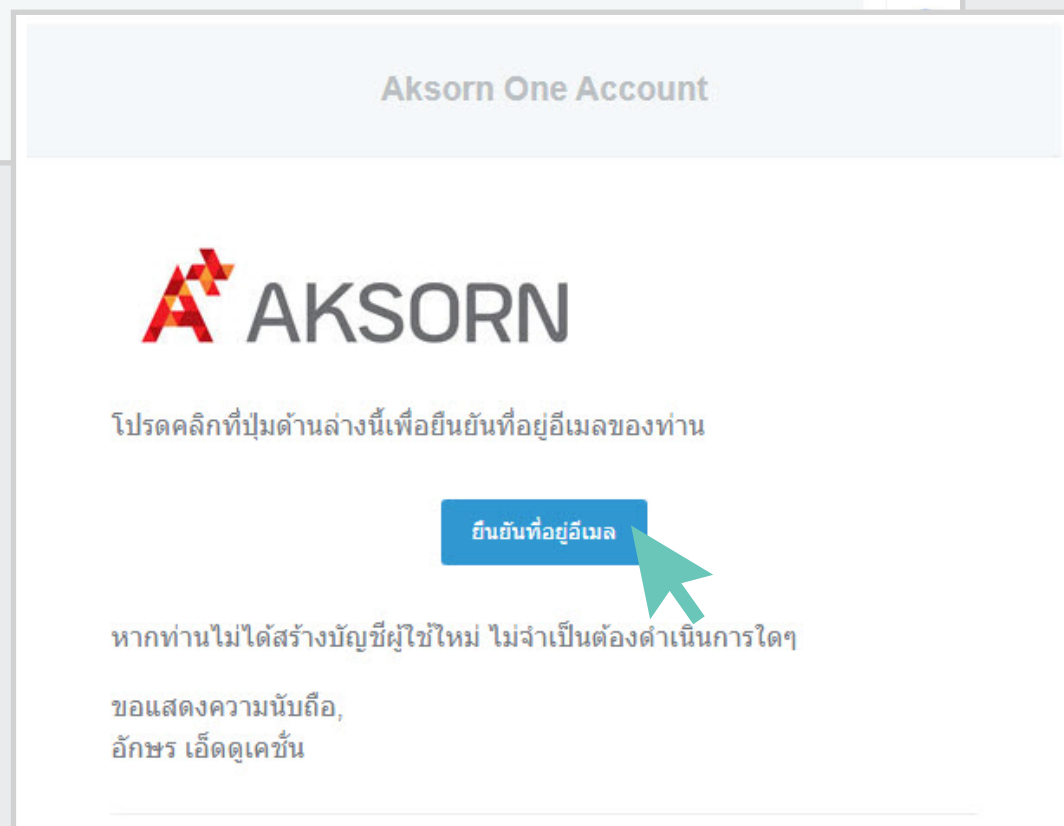 Aksorn One Account
AKSORN
โปรดคลิกที่ปุ่มด้านล่างนี้เพื่อยืนยันที่อยู่อีเมลของท่าน
ยืนยันที่อยู่อีเมล
หากท่านไม่ได้สร้างบัญชีผู้ใช้ใหม่ ไม่จำเป็นต้องดำเนินการใดๆ
ขอแสดงความนับถือ,
อักษร เอ็ดดูเคชั่น